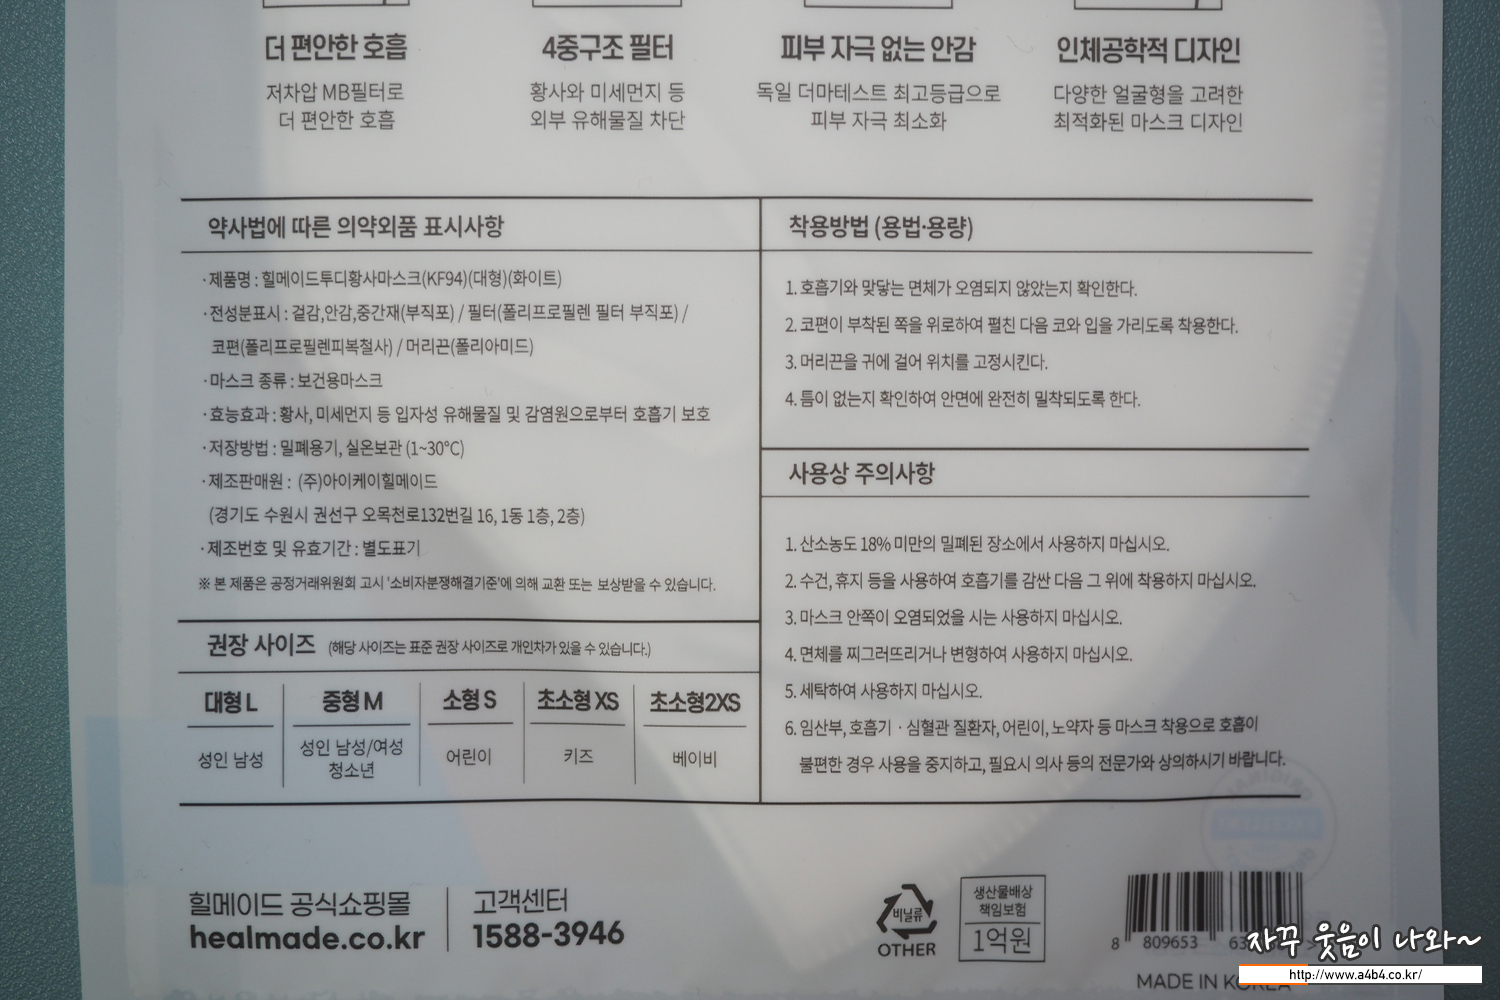 더 편안한 호흡
저차압 MB필터로
더 편안한 호흡
4중구조 필터
황사와 미세먼지 등
외부 유해물질 차단
피부 자극 없는 안감
독일 더마테스트 최고등급으로
피부 자극 최소화
인체공학적 디자인
다양한 얼굴형을 고려한
최적화된 마스크 디자인
약사법에 따른 의약외품 표시사항
·제품명 : 힐메이드투디황사마스크(KF94)(대형)(화이트)
·전성분표시 : 겉감,안감,중간재(부직포) / 필터(폴리프로필렌 필터 부직포) /
코편(폴리프로필렌피복철사) / 머리끈(폴리아미드)
·마스크 종류 : 보건용마스크
·효능효과 : 황사, 미세먼지 등 입자성 유해물질 및 감염원으로부터 호흡기 보호
·저장방법 : 밀폐용기, 실온보관 (1~30°C)
·제조판매원 : (주)아이케이힐메이드
(경기도 수원시 권선구 오목천로132번길 16, 1동 1층, 2층)
·제조번호 및 유효기간 : 별도표기
※ 본 제품은 공정거래위원회 고시 '소비자분쟁해결기준'에 의해 교환 또는 보상받을 수 있습니다.
권장 사이즈 (해당 사이즈는 표준 권장 사이즈로 개인차가 있을 수 있습니다.)
대형 L 중형 M 소형 S 초소형 XS 초소형2XS
성인 남성 성인 남성/여성 어린이 키즈 베이비
청소년
착용방법 (용법·용량)
1. 호흡기와 맞닿는 면체가 오염되지 않았는지 확인한다.
2. 코편이 부착된 쪽을 위로하여 펼친 다음 코와 입을 가리도록 착용한다.
3. 머리끈을 귀에 걸어 위치를 고정시킨다.
4. 틈이 없는지 확인하여 안면에 완전히 밀착되도록 한다.
사용상 주의사항
1. 산소농도 18% 미만의 밀폐된 장소에서 사용하지 마십시오.
2. 수건, 휴지 등을 사용하여 호흡기를 감싼 다음 그 위에 착용하지 마십시오.
3. 마스크 안쪽이 오염되었을 시는 사용하지 마십시오.
4. 면체를 찌그러뜨리거나 변형하여 사용하지 마십시오.
5. 세탁하여 사용하지 마십시오.
6. 임산부, 호흡기 · 심혈관 질환자, 어린이, 노약자 등 마스크 착용으로 호흡이
불편한 경우 사용을 중지하고, 필요시 의사 등의 전문가와 상의하시기 바랍니다.
힐메이드 공식쇼핑몰
healmade.co.kr
고객센터
1588-3946
비닐류
OTHER
생산물배상
책임보험
1억원
8 809653 63
MADE IN KOREA
자꾸 웃음이 나와~
http://www.a4b4.co.kr/